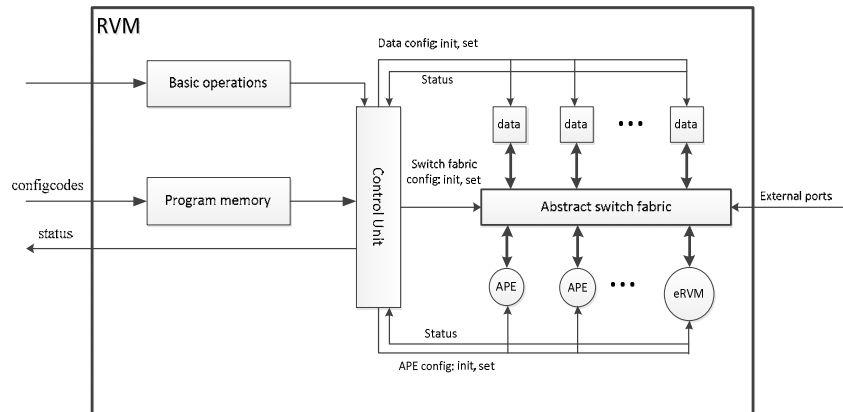 RVM
Data config: init, set
Basic operations
Status
data
data
• • •
data
Control Unit
Switch fabric
config: init, set
configcodes
Program memory
External ports
Abstract switch fabric
status
APE
APE
• • •
eRVM
Status
APE config: init, set